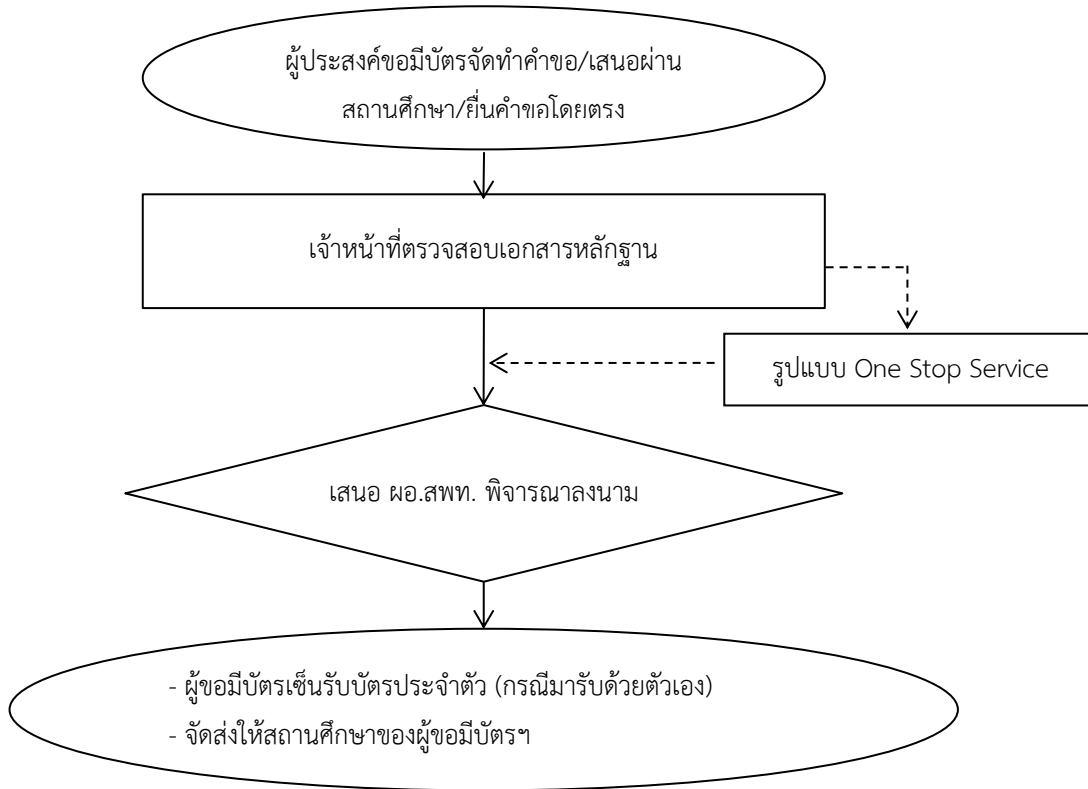 ผู้ประสงค์ขอมีบัตรจัดทำคำขอ/เสนอผ่าน
สถานศึกษา/ยื่นคำขอโดยตรง
เจ้าหน้าที่ตรวจสอบเอกสารหลักฐาน
รูปแบบ One Stop Service
เสนอ ผอ.สพท. พิจารณาลงนาม
- ผู้ขอมีบัตรเซ็นรับบัตรประจำตัว (กรณีมารับด้วยตัวเอง)
- จัดส่งให้สถานศึกษาของผู้ขอมีบัตรฯ